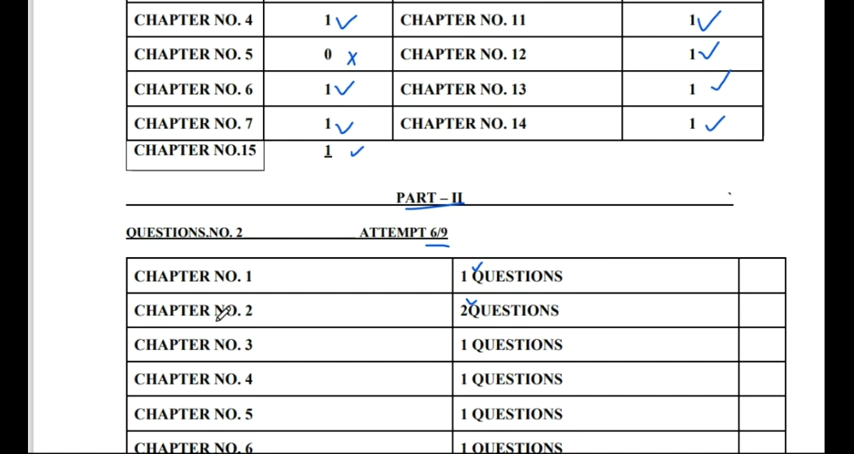 CHAPTER NO. 4 1 CHAPTER NO. 11 1
CHAPTER NO. 5 0 CHAPTER NO. 12 1
CHAPTER NO. 6 1 CHAPTER NO. 13 1
CHAPTER NO. 7 1 CHAPTER NO. 14 1
CHAPTER NO.15 1
PART – II
QUESTIONS.NO. 2 ATTEMPT 6/9
CHAPTER NO. 1 1 QUESTIONS
CHAPTER NO. 2 2QUESTIONS
CHAPTER NO. 3 1 QUESTIONS
CHAPTER NO. 4 1 QUESTIONS
CHAPTER NO. 5 1 QUESTIONS
CHAPTER NO. 6 1 QUESTIONS